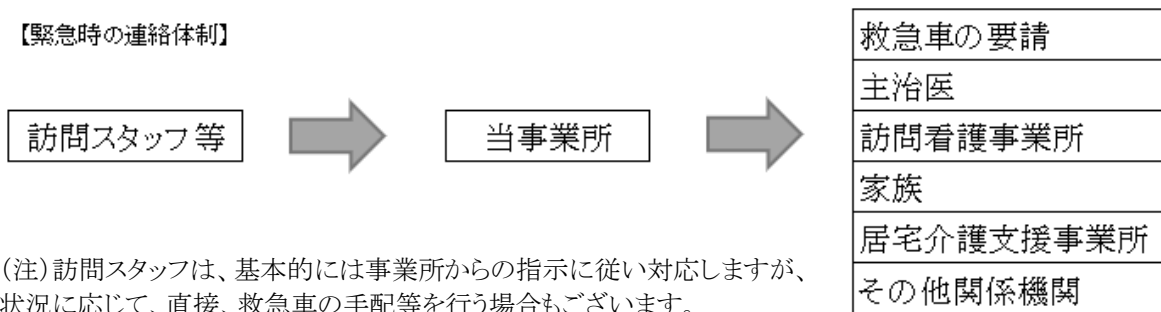 【緊急時の連絡体制】
訪問スタッフ等
当事業所
救急車の要請
主治医
訪問看護事業所
家族
居宅介護支援事業所
その他関係機関
(注)訪問スタッフは、基本的には事業所からの指示に従い対応しますが、
状況に応じて、直接、救急車の手配等を行う場合もございます。